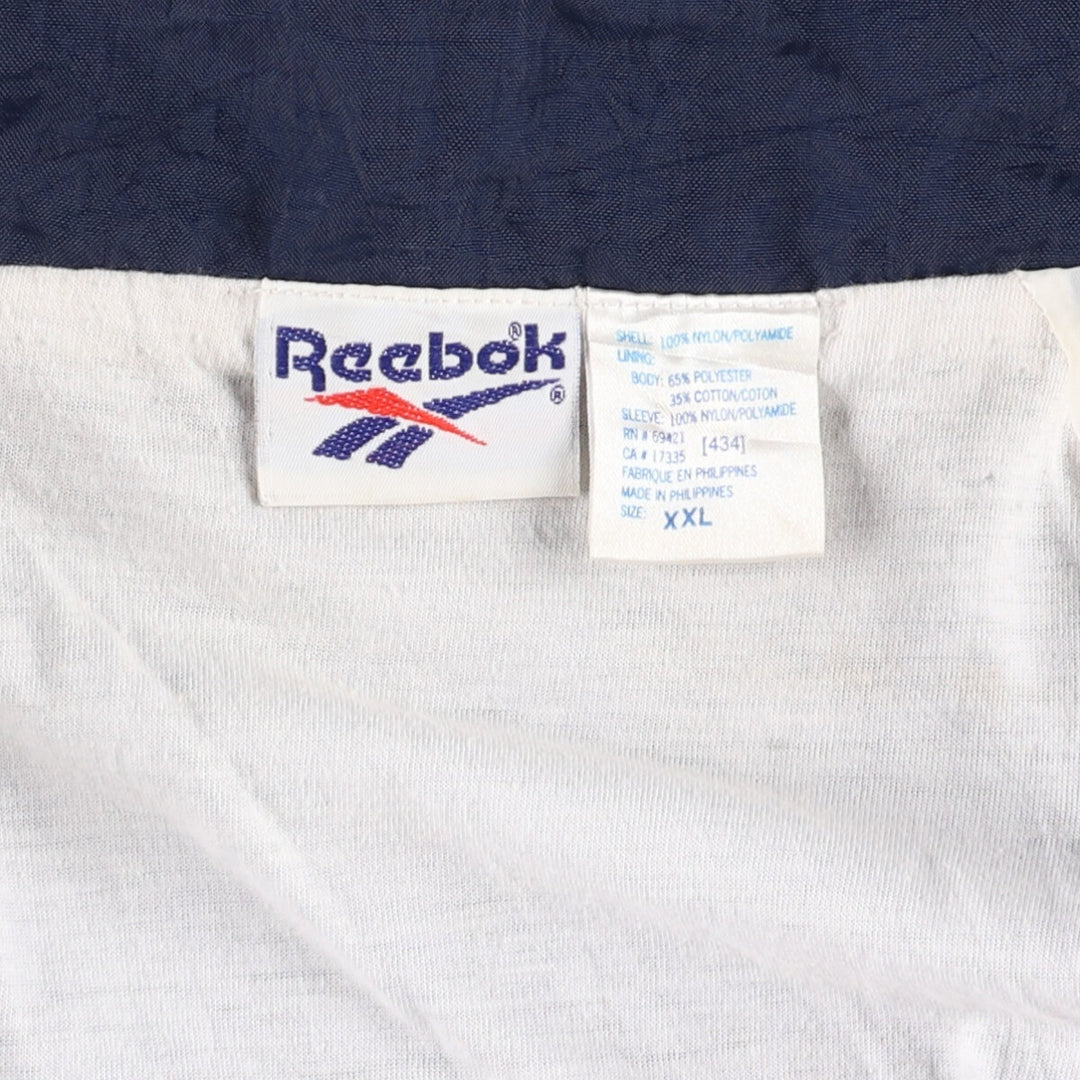 Reebok®
®
SHELL: 100% NYLON/POLYAMIDE
LINING:
BODY: 65% POLYESTER
35% COTTON/COTON
SLEEVE: 100% NYLON/POLYAMIDE
RN # 69421
CA # 17335 [434]
FABRIQUE EN PHILIPPINES
MADE IN PHILIPPINES
SIZE: XXL